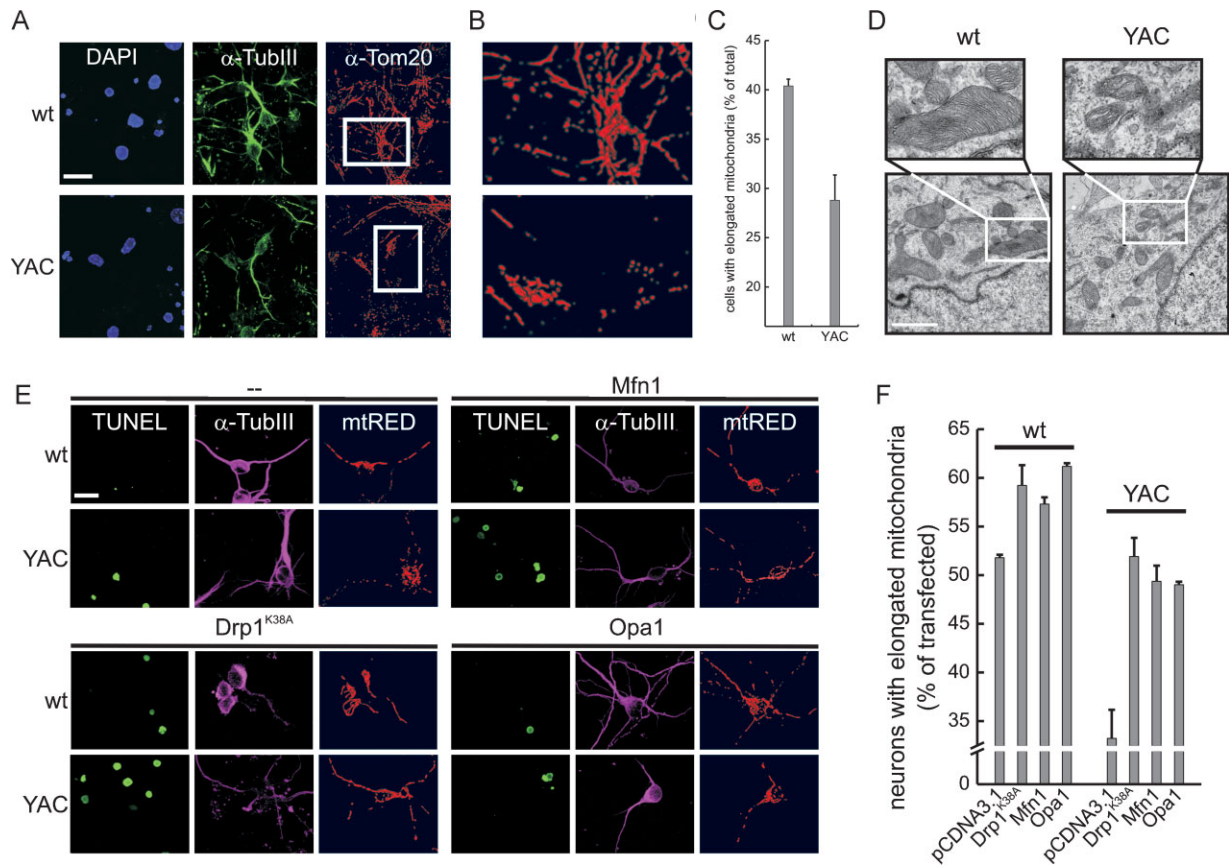 A
DAPI
α-TubIII
α-Tom20
wt
YAC
B
C
cells with elongated mitochondria (% of total)
40
35
30
25
20
wt
YAC
D
wt
YAC
E
--
TUNEL
α-TubIII
mtRED
wt
YAC
Mfn1
TUNEL
α-TubIII
mtRED
Drp1K38A
wt
YAC
Opa1
F
neurons with elongated mitochondria
(% of transfected)
65
60
55
50
45
40
35
0
wt
YAC
pCDNA3,1
Drp1K38A
Mfn1
Opa1
pCDNA3,1
Drp1K38A
Mfn1
Opa1